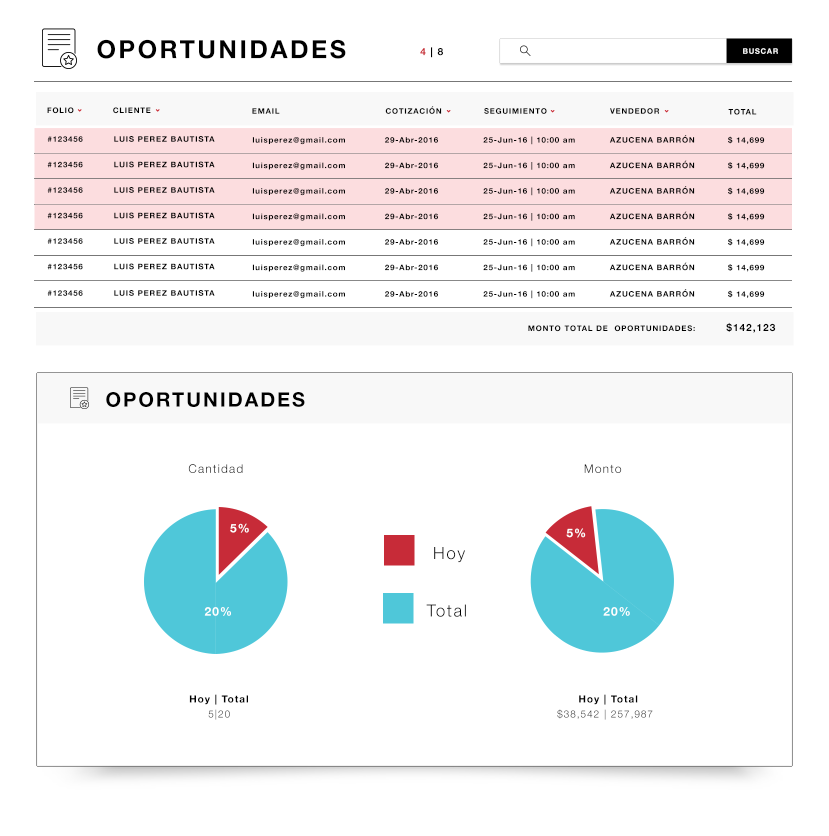 OPORTUNIDADES 4 | 8 BUSCAR
FOLIO CLIENTE EMAIL COTIZACIÓN SEGUIMIENTO VENDEDOR TOTAL
#123456 LUIS PEREZ BAUTISTA luisperez@gmail.com 29-Abr-2016 25-Jun-16 | 10:00 am AZUCENA BARRÓN $ 14,699
#123456 LUIS PEREZ BAUTISTA luisperez@gmail.com 29-Abr-2016 25-Jun-16 | 10:00 am AZUCENA BARRÓN $ 14,699
#123456 LUIS PEREZ BAUTISTA luisperez@gmail.com 29-Abr-2016 25-Jun-16 | 10:00 am AZUCENA BARRÓN $ 14,699
#123456 LUIS PEREZ BAUTISTA luisperez@gmail.com 29-Abr-2016 25-Jun-16 | 10:00 am AZUCENA BARRÓN $ 14,699
#123456 LUIS PEREZ BAUTISTA luisperez@gmail.com 29-Abr-2016 25-Jun-16 | 10:00 am AZUCENA BARRÓN $ 14,699
#123456 LUIS PEREZ BAUTISTA luisperez@gmail.com 29-Abr-2016 25-Jun-16 | 10:00 am AZUCENA BARRÓN $ 14,699
#123456 LUIS PEREZ BAUTISTA luisperez@gmail.com 29-Abr-2016 25-Jun-16 | 10:00 am AZUCENA BARRÓN $ 14,699
MONTO TOTAL DE OPORTUNIDADES: $142,123
OPORTUNIDADES
Cantidad Monto
5% 5%
Hoy
20% Total 20%
Hoy | Total Hoy | Total
5|20 $38,542 | 257,987